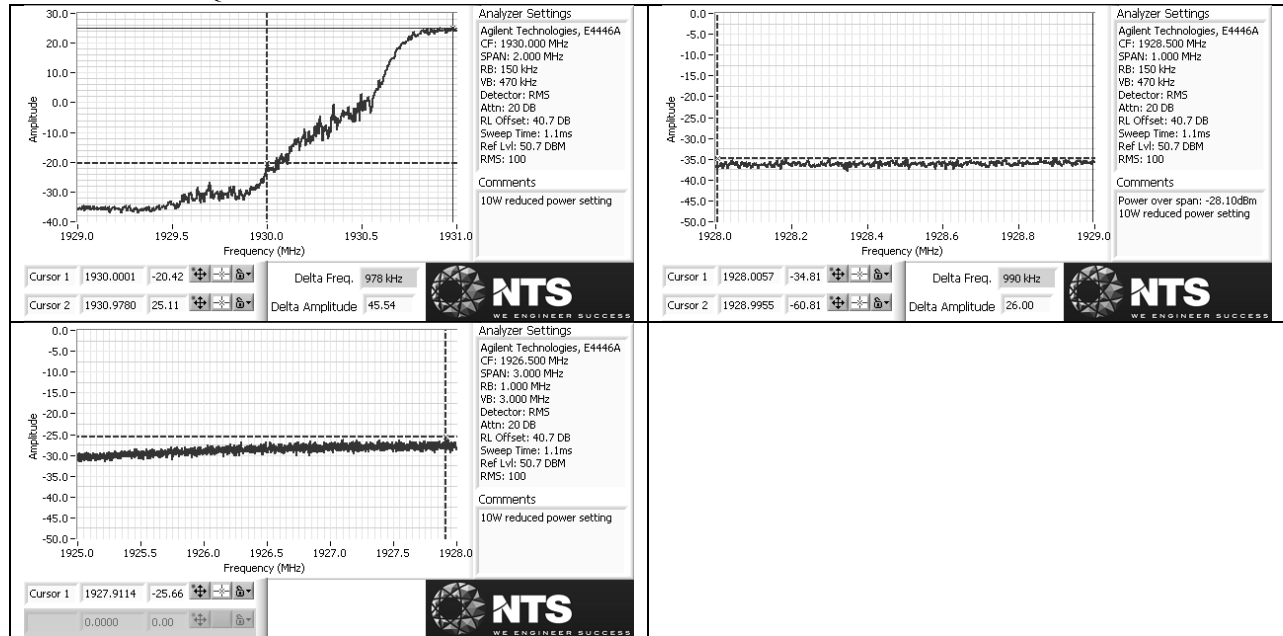 30.0
20.0
10.0
0.0
-10.0
-20.0
-30.0
-40.0
Amplitude
1929.0 1929.5 1930.0 1930.5 1931.0
Frequency (MHz)
Analyzer Settings
Agilent Technologies, E4446A
CF: 1930.000 MHz
SPAN: 2.000 MHz
RB: 150 kHz
VB: 470 kHz
Detector: RMS
Attn: 20 DB
RL Offset: 40.7 DB
Sweep Time: 1.1ms
Ref Lvl: 50.7 DBM
RMS: 100
Comments
10W reduced power setting
Cursor 1 1930.0001 -20.42
Cursor 2 1930.9780 25.11
Delta Freq. 978 kHz
Delta Amplitude 45.54
NTS
WE ENGINEER SUCCESS
0.0
-5.0
-10.0
-15.0
-20.0
-25.0
-30.0
-35.0
-40.0
-45.0
-50.0
Amplitude
1928.0 1928.2 1928.4 1928.6 1928.8 1929.0
Frequency (MHz)
Analyzer Settings
Agilent Technologies, E4446A
CF: 1928.500 MHz
SPAN: 1.000 MHz
RB: 150 kHz
VB: 470 kHz
Detector: RMS
Attn: 20 DB
RL Offset: 40.7 DB
Sweep Time: 1.1ms
Ref Lvl: 50.7 DBM
RMS: 100
Comments
Power over span: -28.10dBm
10W reduced power setting
Cursor 1 1928.0057 -34.81
Cursor 2 1928.9955 -60.81
Delta Freq. 990 kHz
Delta Amplitude 26.00
NTS
WE ENGINEER SUCCESS
0.0
-5.0
-10.0
-15.0
-20.0
-25.0
-30.0
-35.0
-40.0
-45.0
-50.0
Amplitude
1925.0 1925.5 1926.0 1926.5 1927.0 1927.5 1928.0
Frequency (MHz)
Analyzer Settings
Agilent Technologies, E4446A
CF: 1926.500 MHz
SPAN: 3.000 MHz
RB: 1.000 MHz
VB: 3.000 MHz
Detector: RMS
Attn: 20 DB
RL Offset: 40.7 DB
Sweep Time: 1.1ms
Ref Lvl: 50.7 DBM
RMS: 100
Comments
10W reduced power setting
Cursor 1 1927.9114 -25.66
0.0000 0.00
NTS
WE ENGINEER SUCCESS